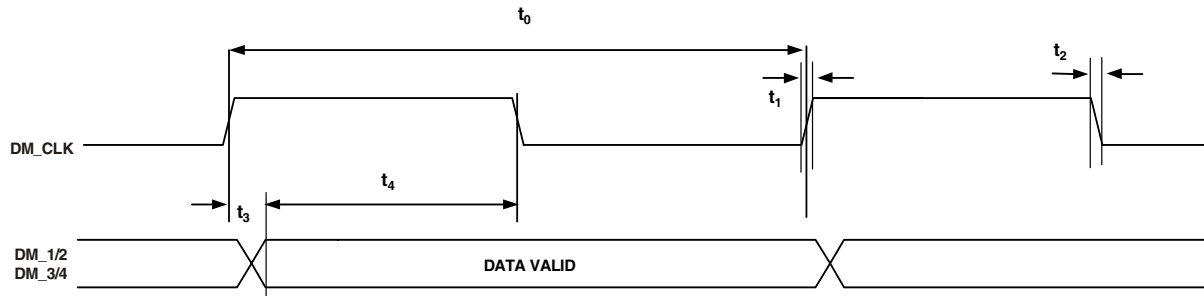 t0
t2
t1
DM_CLK
t4
t3
DM_1/2
DM_3/4
DATA VALID